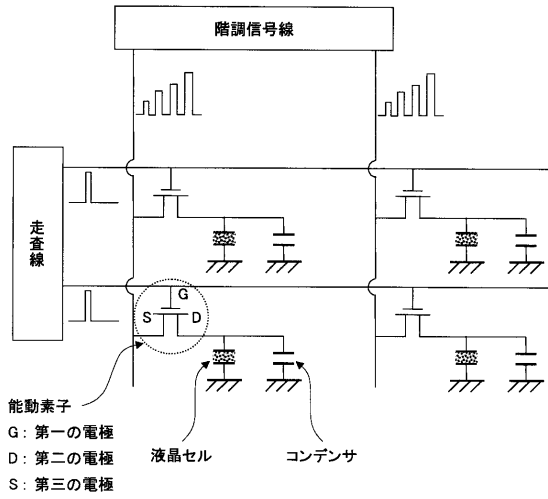 階調信号線
走査線
G
S
D
能動素子
G：第一の電極
D：第二の電極
S：第三の電極
液晶セル
コンデンサ